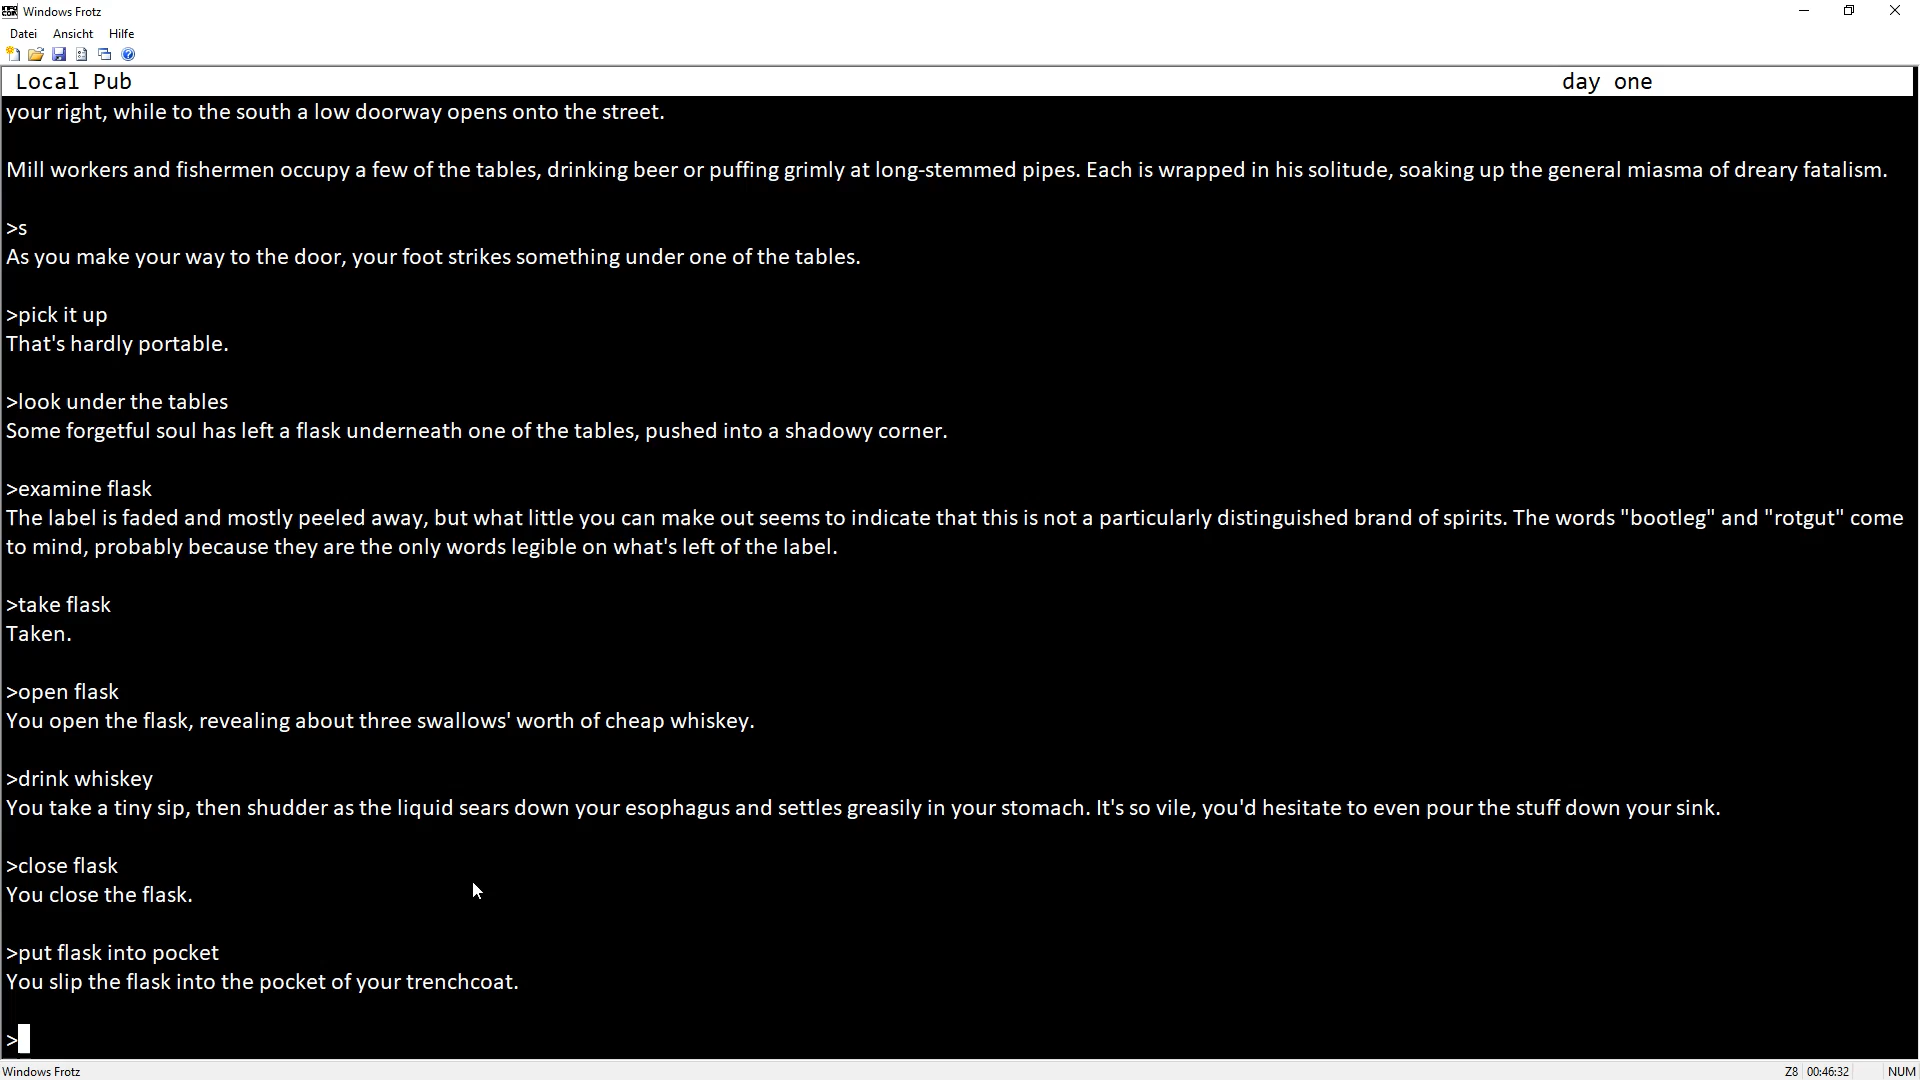 Windows Frotz
Datei Ansicht Hilfe
Local Pub day one
your right, while to the south a low doorway opens onto the street.
Mill workers and fishermen occupy a few of the tables, drinking beer or puffing grimly at long-stemmed pipes. Each is wrapped in his solitude, soaking up the general miasma of dreary fatalism.
>s
As you make your way to the door, your foot strikes something under one of the tables.
>pick it up
That's hardly portable.
>look under the tables
Some forgetful soul has left a flask underneath one of the tables, pushed into a shadowy corner.
>examine flask
The label is faded and mostly peeled away, but what little you can make out seems to indicate that this is not a particularly distinguished brand of spirits. The words "bootleg" and "rotgut" come
to mind, probably because they are the only words legible on what's left of the label.
>take flask
Taken.
>open flask
You open the flask, revealing about three swallows' worth of cheap whiskey.
>drink whiskey
You take a tiny sip, then shudder as the liquid sears down your esophagus and settles greasily in your stomach. It's so vile, you'd hesitate to even pour the stuff down your sink.
>close flask
You close the flask.
>put flask into pocket
You slip the flask into the pocket of your trenchcoat.
>
Windows Frotz Z8 00:46:32 NUM